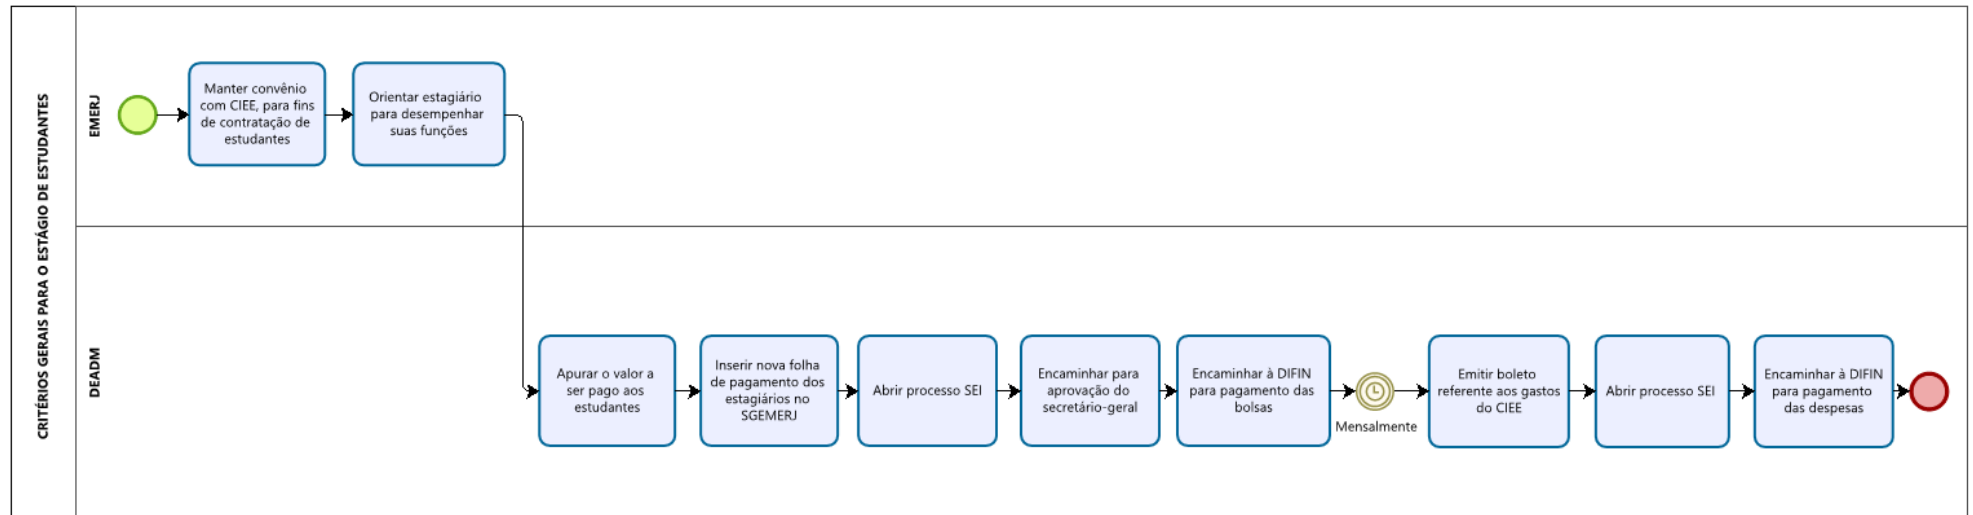 CRITÉRIOS GERAIS PARA O ESTÁGIO DE ESTUDANTES
EMERJ
Manter convênio
com CIEE, para fins
de contratação de
estudantes
Orientar estagiário
para desempenhar
suas funções
DEADM
Apurar o valor a
ser pago aos
estudantes
Inserir nova folha
de pagamento dos
estagiários no
SGEMERJ
Abrir processo SEI
Encaminhar para
aprovação do
secretário-geral
Encaminhar à DIFIN
para pagamento das
bolsas
Mensalmente
Emitir boleto
referente aos gastos
do CIEE
Abrir processo SEI
Encaminhar à DIFIN
para pagamento
das despesas